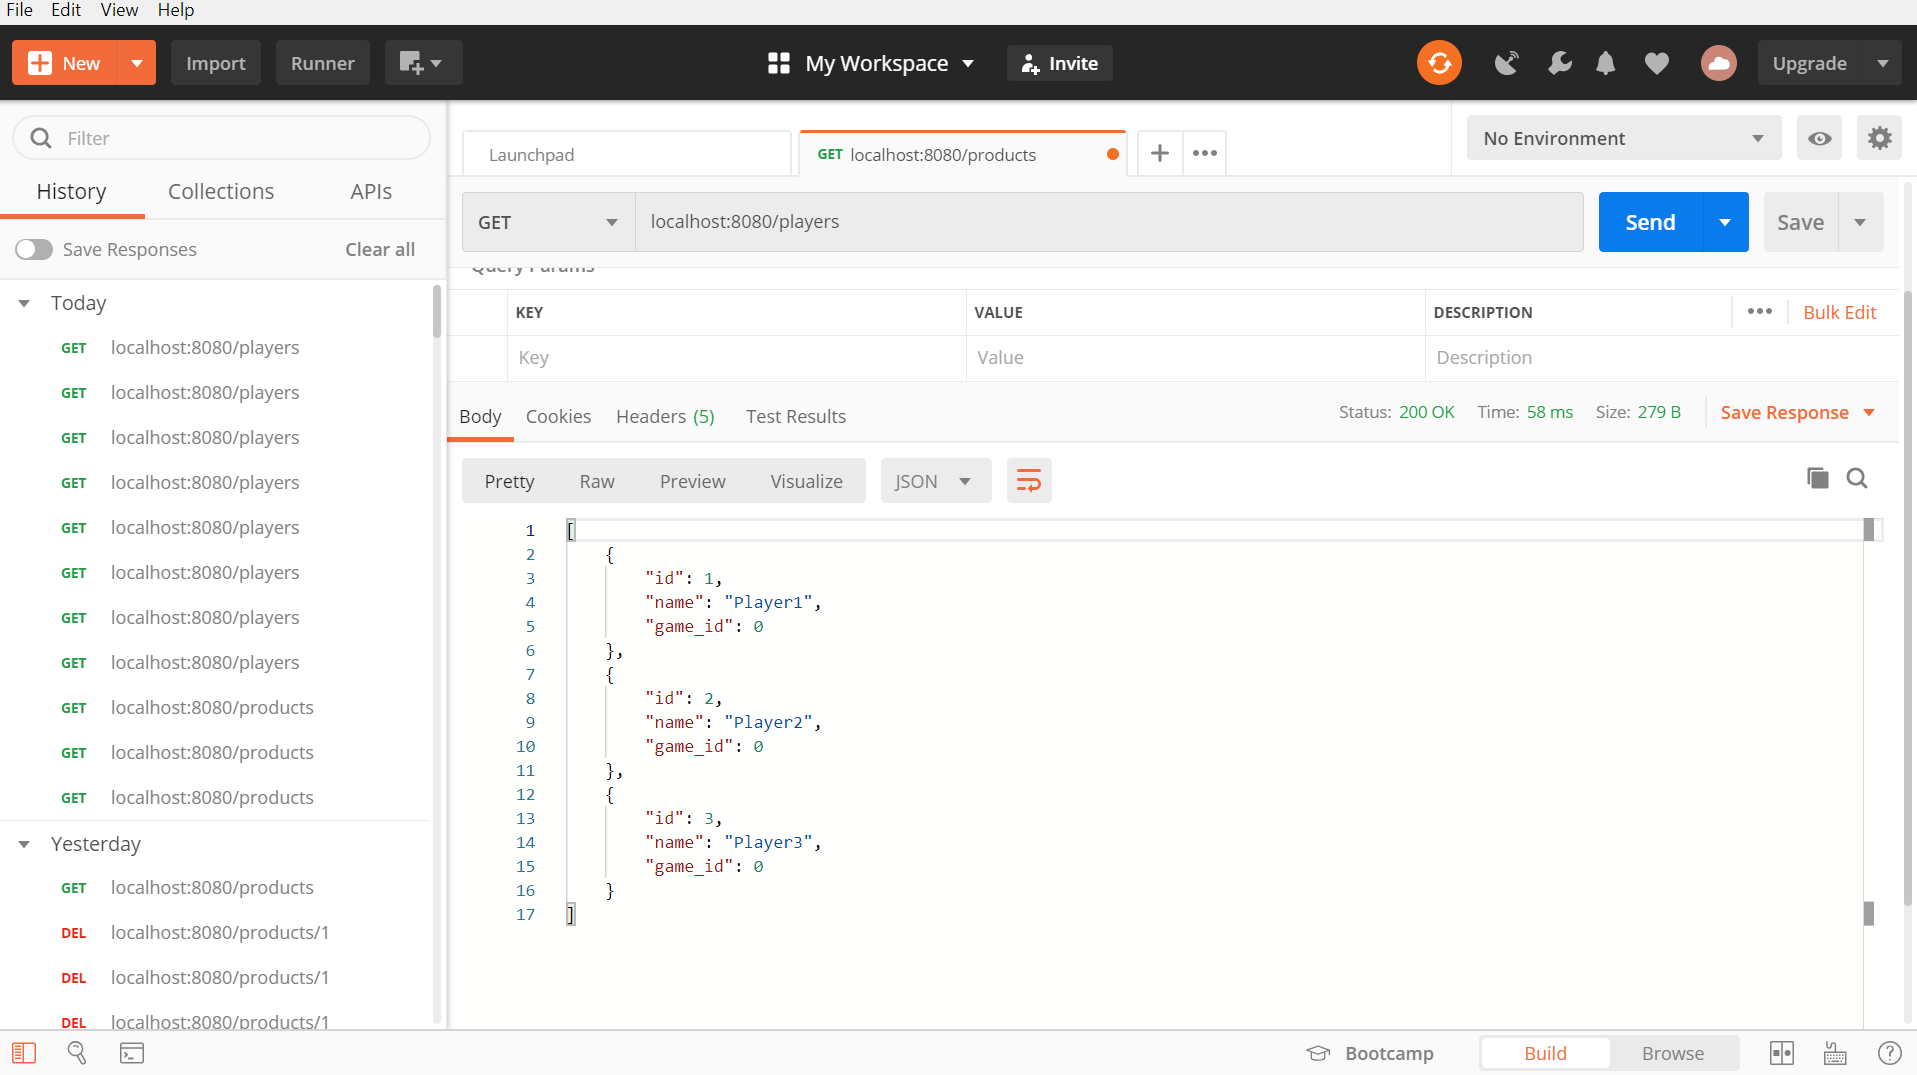 File Edit View Help
New Import Runner My Workspace Invite Upgrade
Filter
History Collections APIs
Save Responses Clear all
Today
GET localhost:8080/players
GET localhost:8080/players
GET localhost:8080/players
GET localhost:8080/players
GET localhost:8080/players
GET localhost:8080/players
GET localhost:8080/players
GET localhost:8080/players
GET localhost:8080/products
GET localhost:8080/products
GET localhost:8080/products
Yesterday
GET localhost:8080/products
DEL localhost:8080/products/1
DEL localhost:8080/products/1
DEL localhost:8080/products/1
Launchpad GET localhost:8080/products No Environment
GET localhost:8080/players Send Save
Query Params
KEY VALUE DESCRIPTION Bulk Edit
Key Value Description
Body Cookies Headers (5) Test Results Status: 200 OK Time: 58 ms Size: 279 B Save Response
Pretty Raw Preview Visualize JSON
1 [
2 {
3 "id": 1,
4 "name": "Player1",
5 "game_id": 0
6 },
7 {
8 "id": 2,
9 "name": "Player2",
10 "game_id": 0
11 },
12 {
13 "id": 3,
14 "name": "Player3",
15 "game_id": 0
16 }
17 ]
Bootcamp Build Browse